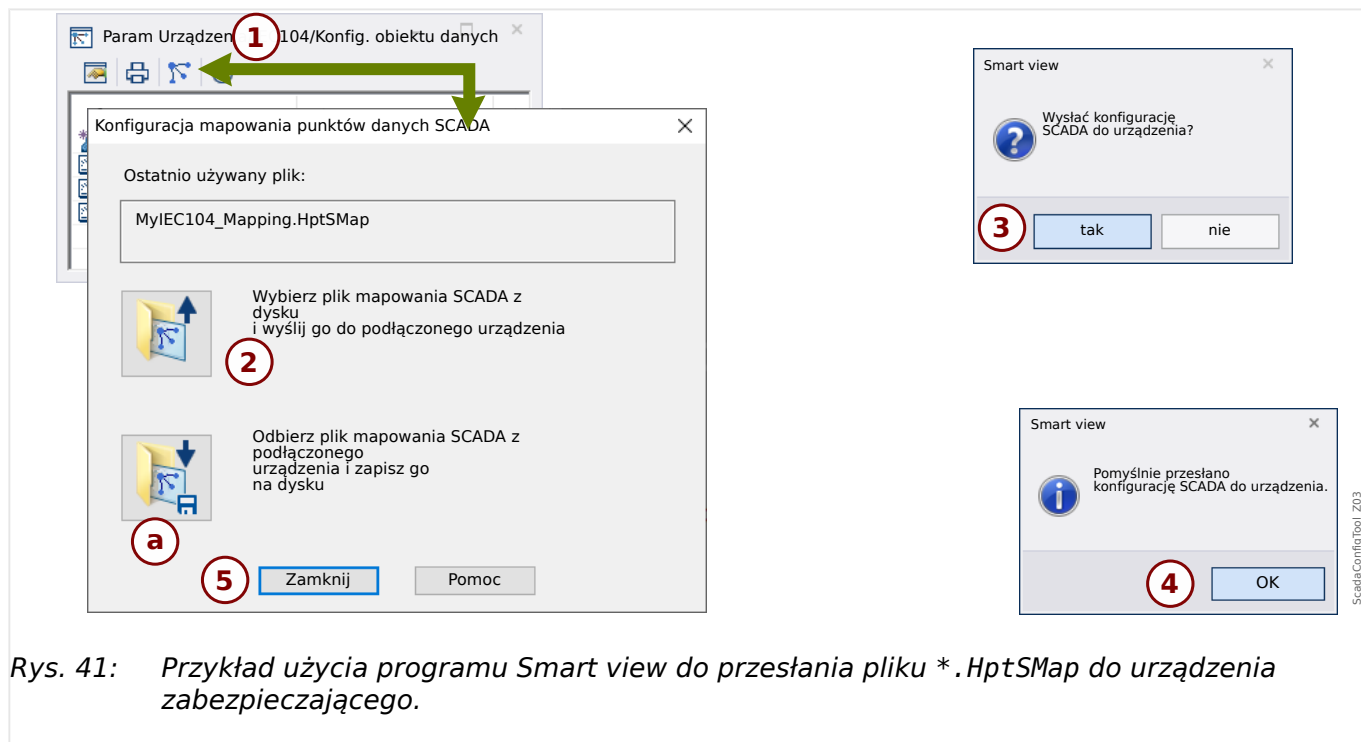 Param Urządzen 1 104/Konfig. obiektu danych
Konfiguracja mapowania punktów danych SCADA
Ostatnio używany plik:
MyIEC104_Mapping.HptSMap
Wybierz plik mapowania SCADA z
dysku
i wyślij go do podłączonego urządzenia
2
Odbierz plik mapowania SCADA z
podłączonego
urządzenia i zapisz go
na dysku
a
5 Zamknij Pomoc
Smart view
Wysłać konfigurację
SCADA do urządzenia?
3 tak nie
Smart view
Pomyślnie przesłano
konfigurację SCADA do urządzenia.
4 OK
ScadaConfigTool_Z03
Rys. 41: Przykład użycia programu Smart view do przesłania pliku *.HptSMap do urządzenia
zabezpieczającego.